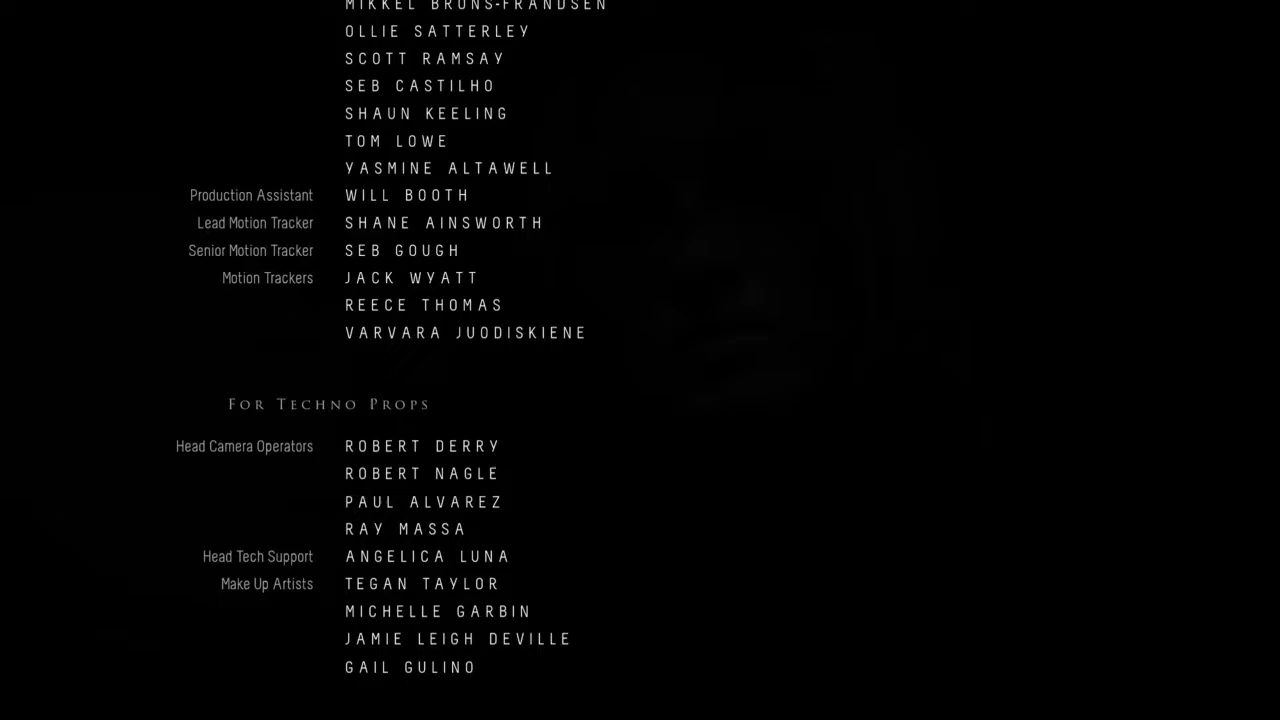 MIKKEL BRUNS-FRANDSEN
OLLIE SATTERLEY
SCOTT RAMSAY
SEB CASTILHO
SHAUN KEELING
TOM LOWE
YASMINE ALTAWELL
Production Assistant WILL BOOTH
Lead Motion Tracker SHANE AINSWORTH
Senior Motion Tracker SEB GOUGH
Motion Trackers JACK WYATT
REECE THOMAS
VARVARA JUODISKIENE
FOR TECHNO PROPS
Head Camera Operators ROBERT DERRY
ROBERT NAGLE
PAUL ALVAREZ
RAY MASSA
Head Tech Support ANGELICA LUNA
Make Up Artists TEGAN TAYLOR
MICHELLE GARBIN
JAMIE LEIGH DEVILLE
GAIL GULINO